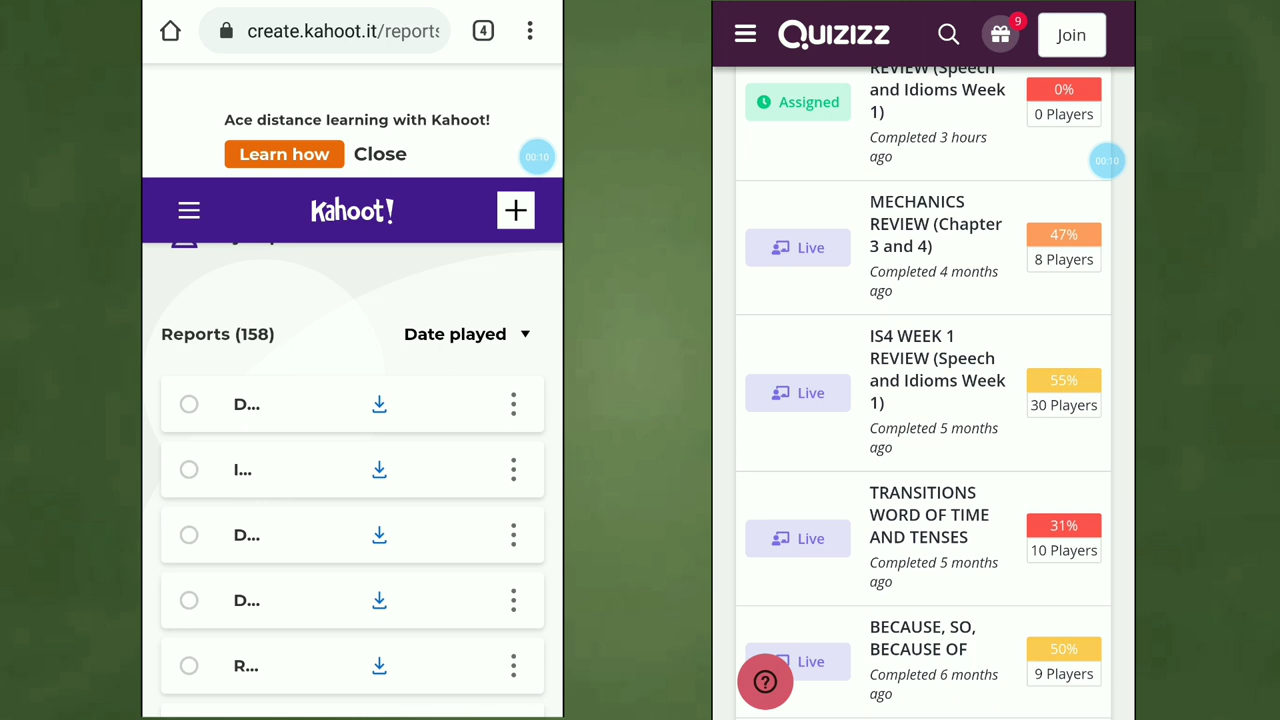 create.kahoot.it/reports
4
Ace distance learning with Kahoot!
Learn how
Close
00:10
Kahoot!
Reports (158)
Date played
D...
I...
D...
D...
R...
QUIZIZZ
9
Join
REVIEW (Speech
and Idioms Week
1)
Assigned
Completed 3 hours
ago
0%
0 Players
00:10
MECHANICS
REVIEW (Chapter
3 and 4)
Live
Completed 4 months
ago
47%
8 Players
IS4 WEEK 1
REVIEW (Speech
and Idioms Week
1)
Live
Completed 5 months
ago
55%
30 Players
TRANSITIONS
WORD OF TIME
AND TENSES
Live
Completed 5 months
ago
31%
10 Players
BECAUSE, SO,
BECAUSE OF
Live
Completed 6 months
ago
50%
9 Players